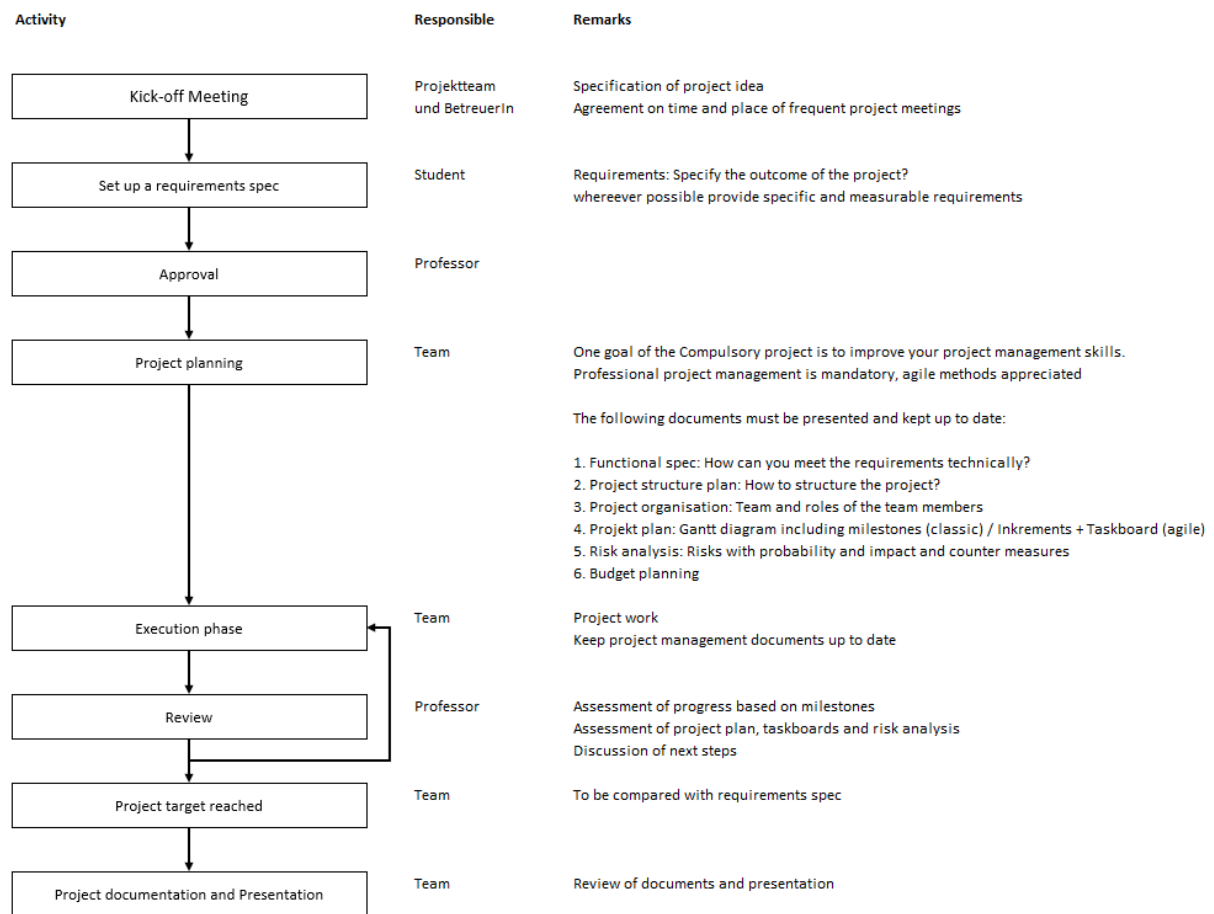 Activity Responsible Remarks
Kick-off Meeting
Projektteam
und BetreuerIn
Specification of project idea
Agreement on time and place of frequent project meetings
Set up a requirements spec
Student
Requirements: Specify the outcome of the project?
whereever possible provide specific and measurable requirements
Approval
Professor
Project planning
Team
One goal of the Compulsory project is to improve your project management skills.
Professional project management is mandatory, agile methods appreciated
The following documents must be presented and kept up to date:
1. Functional spec: How can you meet the requirements technically?
2. Project structure plan: How to structure the project?
3. Project organisation: Team and roles of the team members
4. Projekt plan: Gantt diagram including milestones (classic) / Inkrements + Taskboard (agile)
5. Risk analysis: Risks with probability and impact and counter measures
6. Budget planning
Execution phase
Team
Project work
Keep project management documents up to date
Review
Professor
Assessment of progress based on milestones
Assessment of project plan, taskboards and risk analysis
Discussion of next steps
Project target reached
Team
To be compared with requirements spec
Project documentation and Presentation
Team
Review of documents and presentation